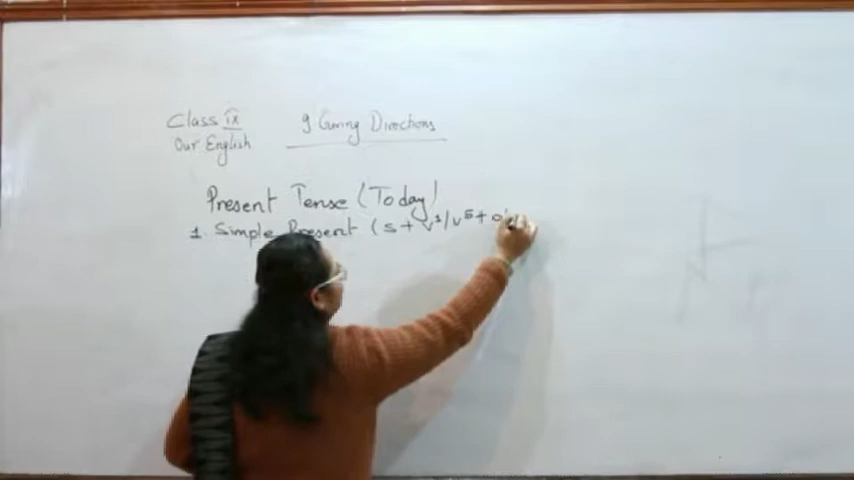 Class IX
9 Giving Directions
Our English
Present Tense (Today)
1. Simple Present (S + V¹/V⁵ +